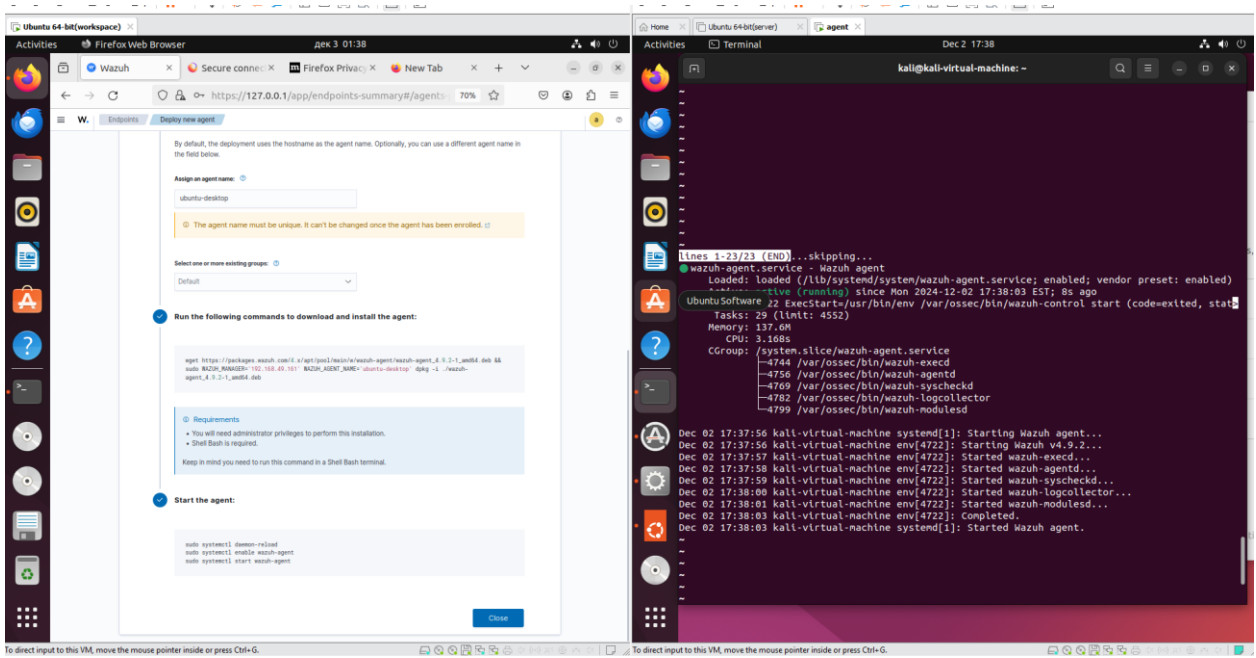 Ubuntu 64-bit(workspace)
Activities
Firefox Web Browser
дек 3 01:38
Wazuh
Secure connec
Firefox Privac
New Tab
https://127.0.0.1/app/endpoints-summary#/agents-
70%
W.
Endpoints
Deploy new agent
a
By default, the deployment uses the hostname as the agent name. Optionally, you can use a different agent name in
the field below.
Assign an agent name:
ubuntu-desktop
The agent name must be unique. It can't be changed once the agent has been enrolled.
Select one or more existing groups:
Default
Run the following commands to download and install the agent:
wget https://packages.wazuh.com/4.x/apt/pool/main/w/wazuh-agent/wazuh-agent_4.9.2-1_amd64.deb &&
sudo WAZUH_MANAGER='192.168.49.161' WAZUH_AGENT_NAME='ubuntu-desktop' dpkg -i ./wazuh-
agent_4.9.2-1_amd64.deb
Requirements
• You will need administrator privileges to perform this installation.
• Shell Bash is required.
Keep in mind you need to run this command in a Shell Bash terminal.
Start the agent:
sudo systemctl daemon-reload
sudo systemctl enable wazuh-agent
sudo systemctl start wazuh-agent
Close
To direct input to this VM, move the mouse pointer inside or press Ctrl+G.
Home
Ubuntu 64-bit(server)
agent
Activities
Terminal
Dec 2 17:38
kali@kali-virtual-machine: ~
~
~
~
~
~
~
~
~
~
~
~
~
~
lines 1-23/23 (END)...skipping...
wazuh-agent.service - Wazuh agent
Loaded: loaded (/lib/systemd/system/wazuh-agent.service; enabled; vendor preset: enabled)
active (running) since Mon 2024-12-02 17:38:03 EST; 8s ago
Ubuntu Software
22 ExecStart=/usr/bin/env /var/ossec/bin/wazuh-control start (code=exited, stat>
Tasks: 29 (limit: 4552)
Memory: 137.6M
CPU: 3.168s
CGroup: /system.slice/wazuh-agent.service
├─4744 /var/ossec/bin/wazuh-execd
├─4756 /var/ossec/bin/wazuh-agentd
├─4769 /var/ossec/bin/wazuh-syscheckd
├─4782 /var/ossec/bin/wazuh-logcollector
└─4799 /var/ossec/bin/wazuh-modulesd
Dec 02 17:37:56 kali-virtual-machine systemd[1]: Starting Wazuh agent...
Dec 02 17:37:56 kali-virtual-machine env[4722]: Starting Wazuh v4.9.2...
Dec 02 17:37:57 kali-virtual-machine env[4722]: Started wazuh-execd...
Dec 02 17:37:58 kali-virtual-machine env[4722]: Started wazuh-agentd...
Dec 02 17:37:59 kali-virtual-machine env[4722]: Started wazuh-syscheckd...
Dec 02 17:38:00 kali-virtual-machine env[4722]: Started wazuh-logcollector...
Dec 02 17:38:01 kali-virtual-machine env[4722]: Started wazuh-modulesd...
Dec 02 17:38:03 kali-virtual-machine env[4722]: Completed.
Dec 02 17:38:03 kali-virtual-machine systemd[1]: Started Wazuh agent.
~
~
~
~
~
To direct input to this VM, move the mouse pointer inside or press Ctrl+G.